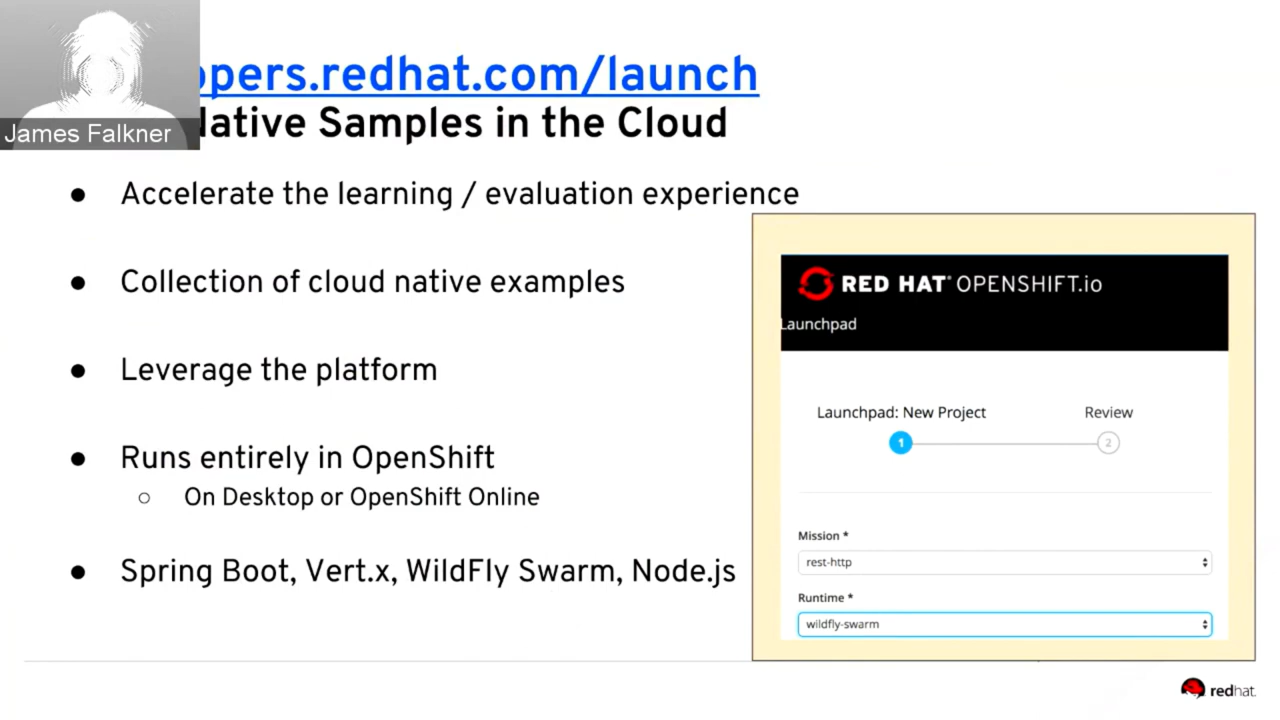 opers.redhat.com/launch
Native Samples in the Cloud
James Falkner
● Accelerate the learning / evaluation experience
● Collection of cloud native examples
● Leverage the platform
● Runs entirely in OpenShift
○ On Desktop or OpenShift Online
● Spring Boot, Vert.x, WildFly Swarm, Node.js
RED HAT® OPENSHIFT.io
Launchpad
Launchpad: New Project Review
1 2
Mission *
rest-http
Runtime *
wildfly-swarm
redhat.